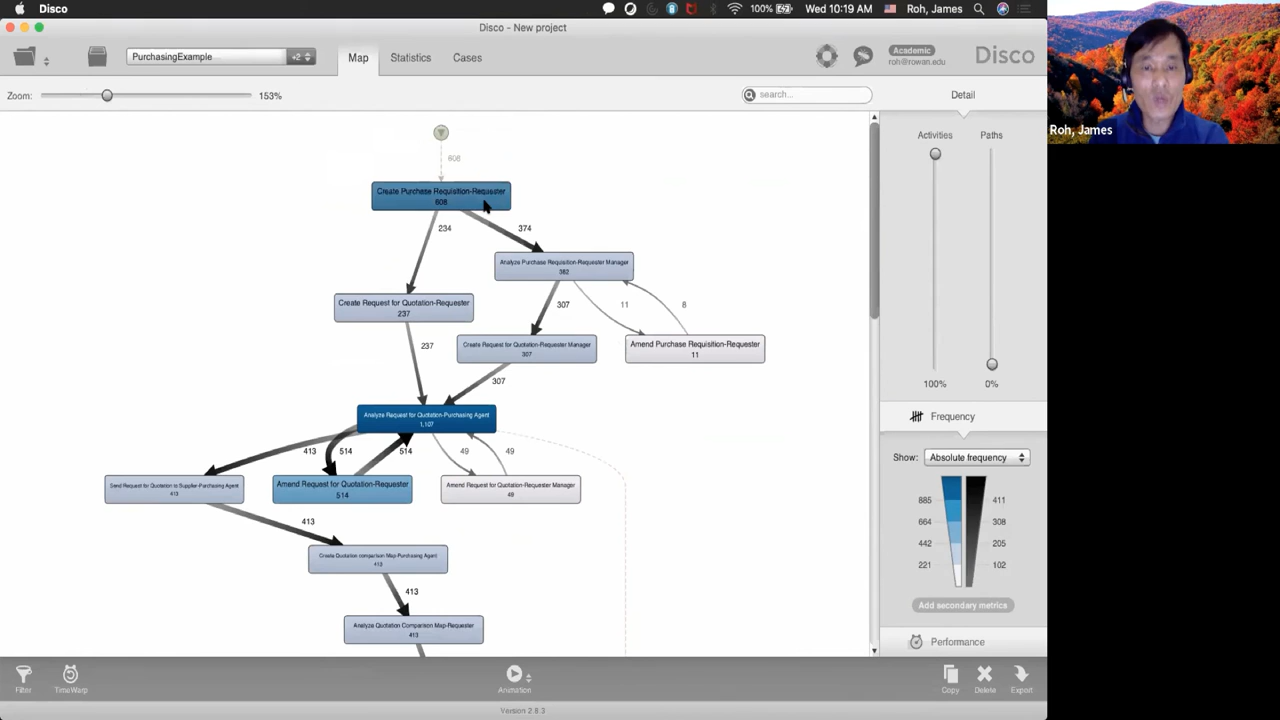 Disco
100%
Wed 10:19 AM
Roh, James
Disco - New project
PurchasingExample
v2
Map
Statistics
Cases
Academic
roh@rowan.edu
Disco
Zoom:
153%
search...
Detail
Activities
Paths
100%
0%
608
Create Purchase Requisition-Requester
608
234
374
Analyze Purchase Requisition-Requester Manager
382
307
11
8
Create Request for Quotation-Requester
237
Create Request for Quotation-Requester Manager
307
Amend Purchase Requisition-Requester
11
237
307
Analyze Request for Quotation-Purchasing Agent
1,107
413
514
514
49
49
Send Request for Quotation to Supplier-Purchasing Agent
413
Amend Request for Quotation-Requester
514
Amend Request for Quotation-Requester Manager
49
413
Create Quotation comparison Map-Purchasing Agent
413
413
Analyze Quotation Comparison Map-Requester
413
Frequency
Show:
Absolute frequency
885
411
664
308
442
205
221
102
Add secondary metrics
Performance
Filter
TimeWarp
Animation
Copy
Delete
Export
Version 2.8.3
Roh, James